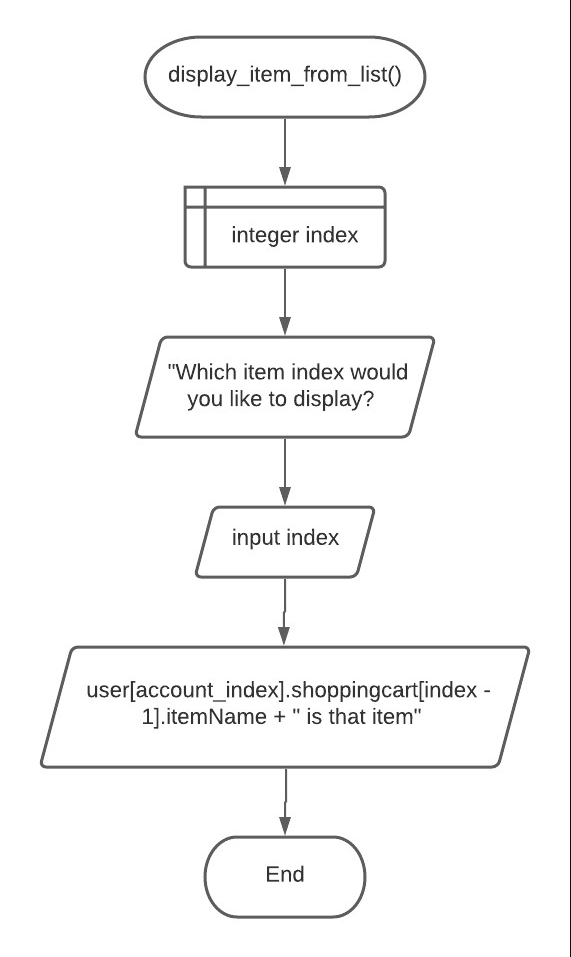 display_item_from_list()
integer index
"Which item index would
you like to display?
input index
user[account_index].shoppingcart[index -
1].itemName + " is that item"
End